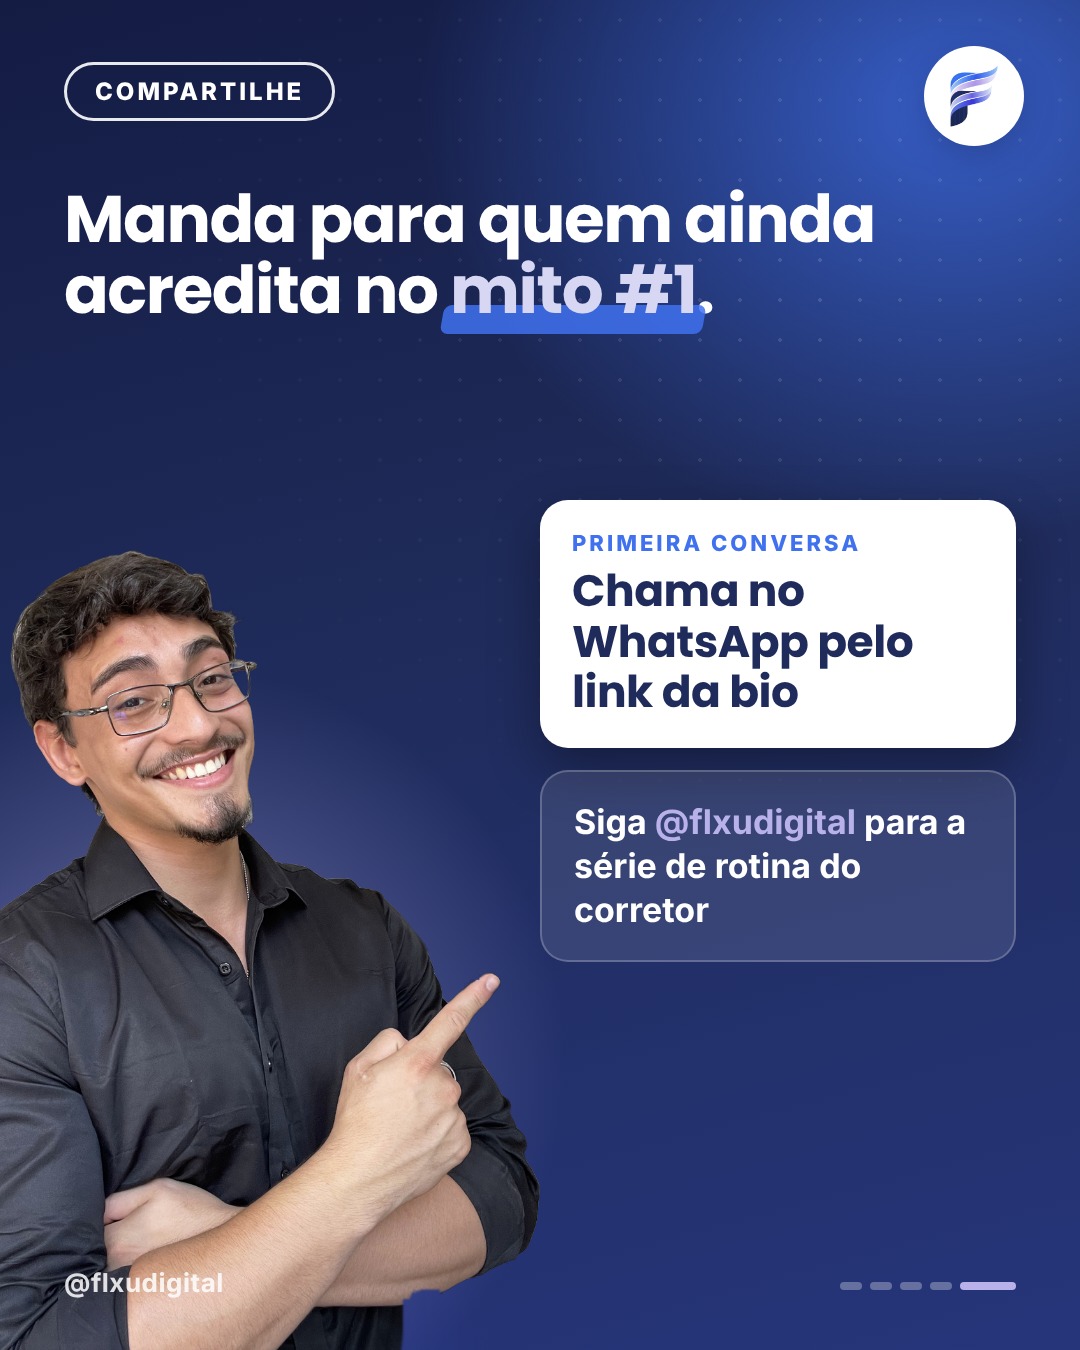 COMPARTILHE
Manda para quem ainda
acredita no mito #1.
PRIMEIRA CONVERSA
Chama no
WhatsApp pelo
link da bio
Siga @flxudigital para a
série de rotina do
corretor
@flxudigital